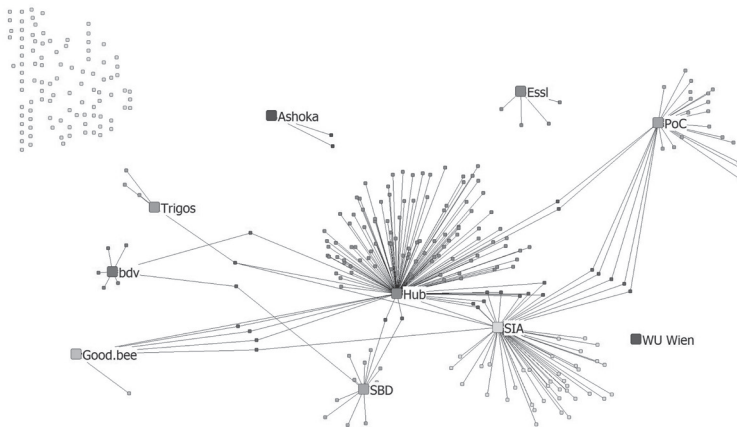 Essl
Ashoka
PoC
Trigos
bdv
Hub
SIA
WU Wien
Good.bee
SBD